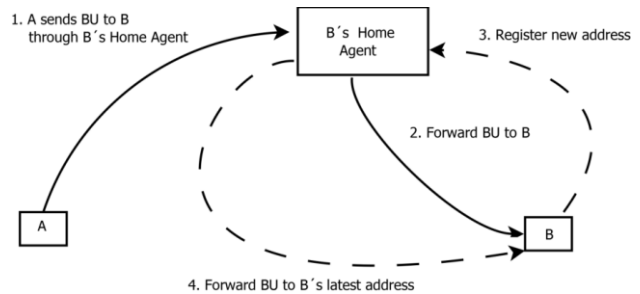 1. A sends BU to B
through B´s Home Agent
B´s Home
Agent
3. Register new address
2. Forward BU to B
A
B
4. Forward BU to B´s latest address